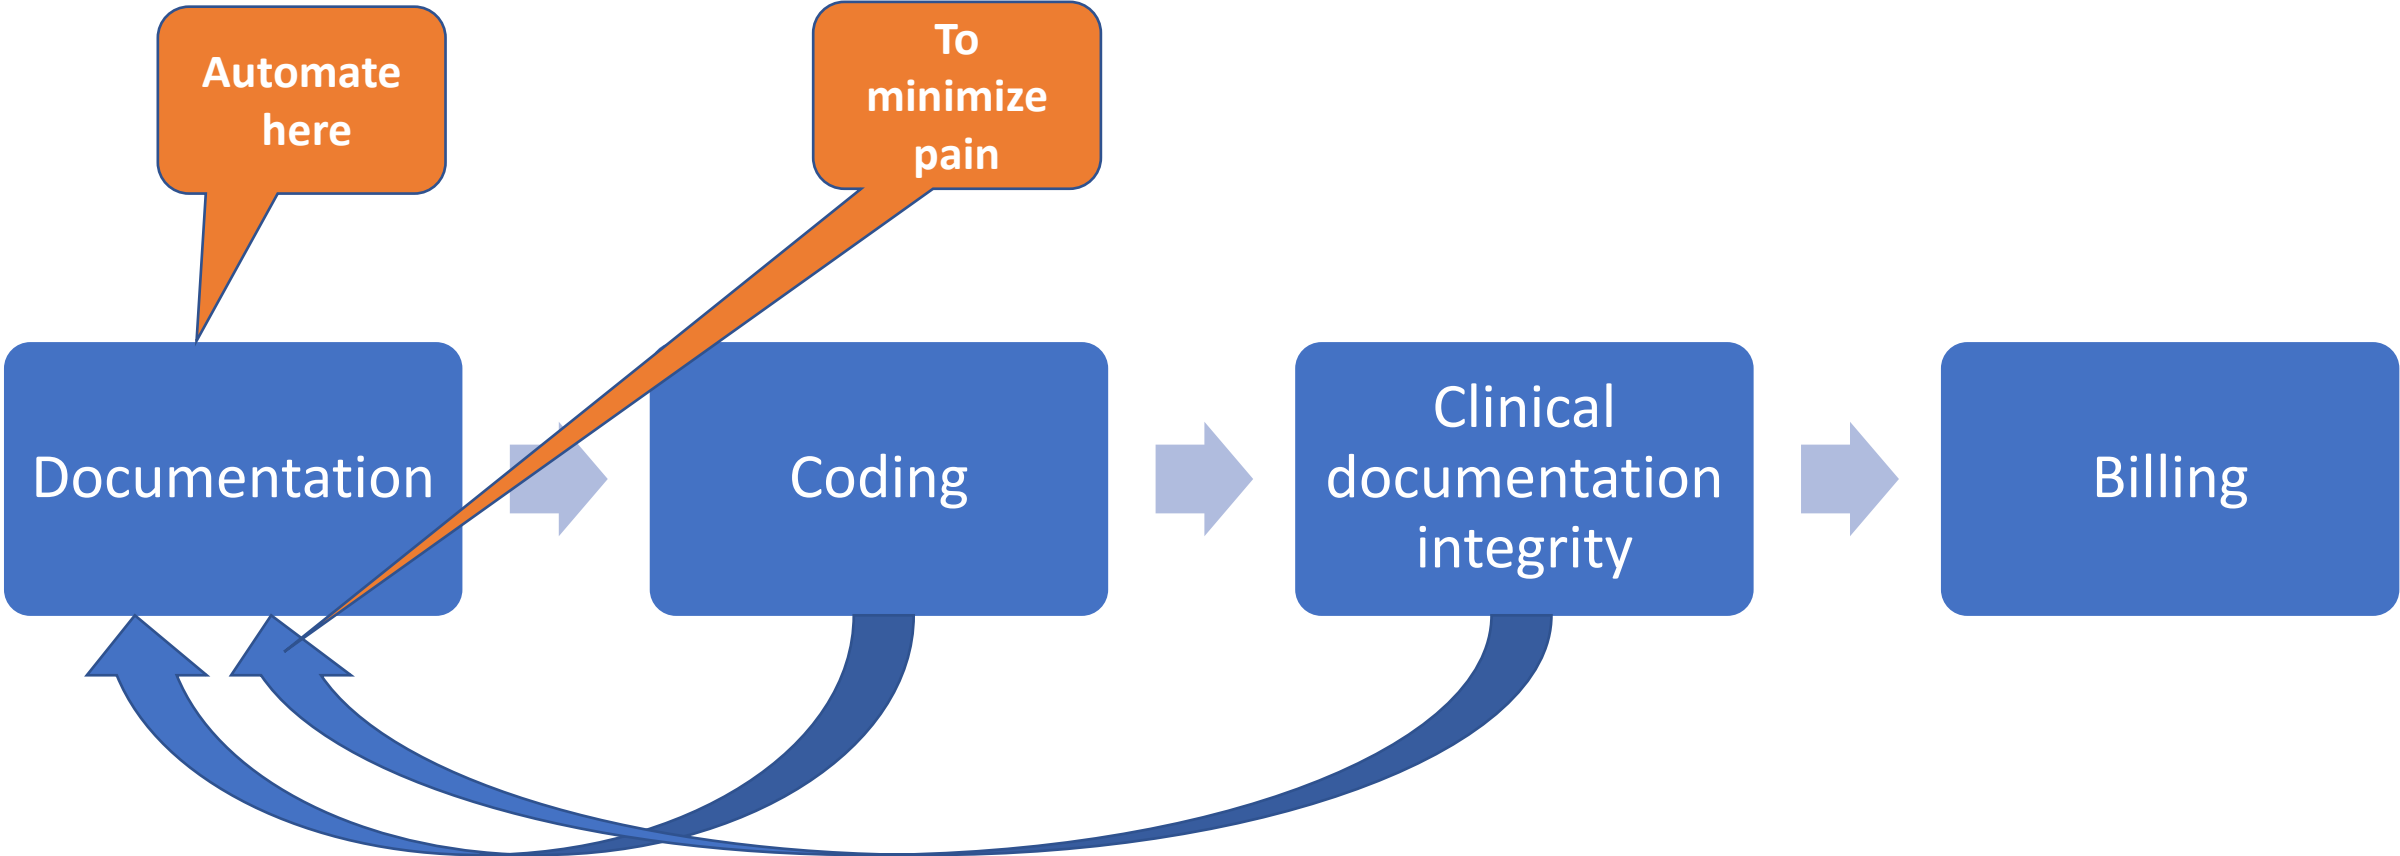 Automate
here
To
minimize
pain
Documentation
Coding
Clinical
documentation
integrity
Billing